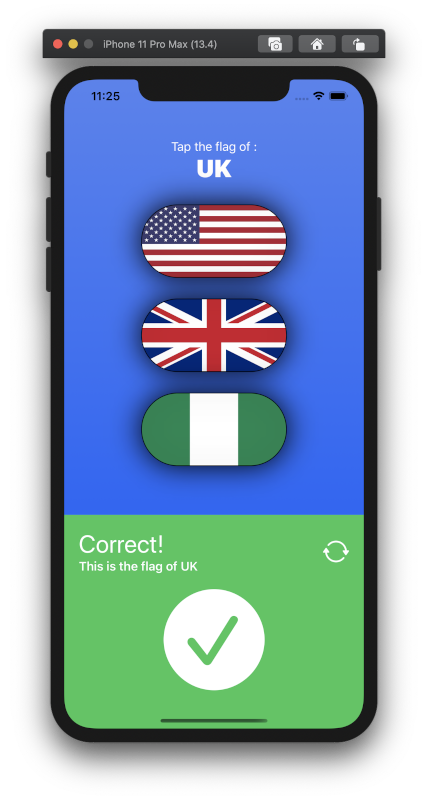 iPhone 11 Pro Max (13.4)
11:25
Tap the flag of :
UK
Correct!
This is the flag of UK